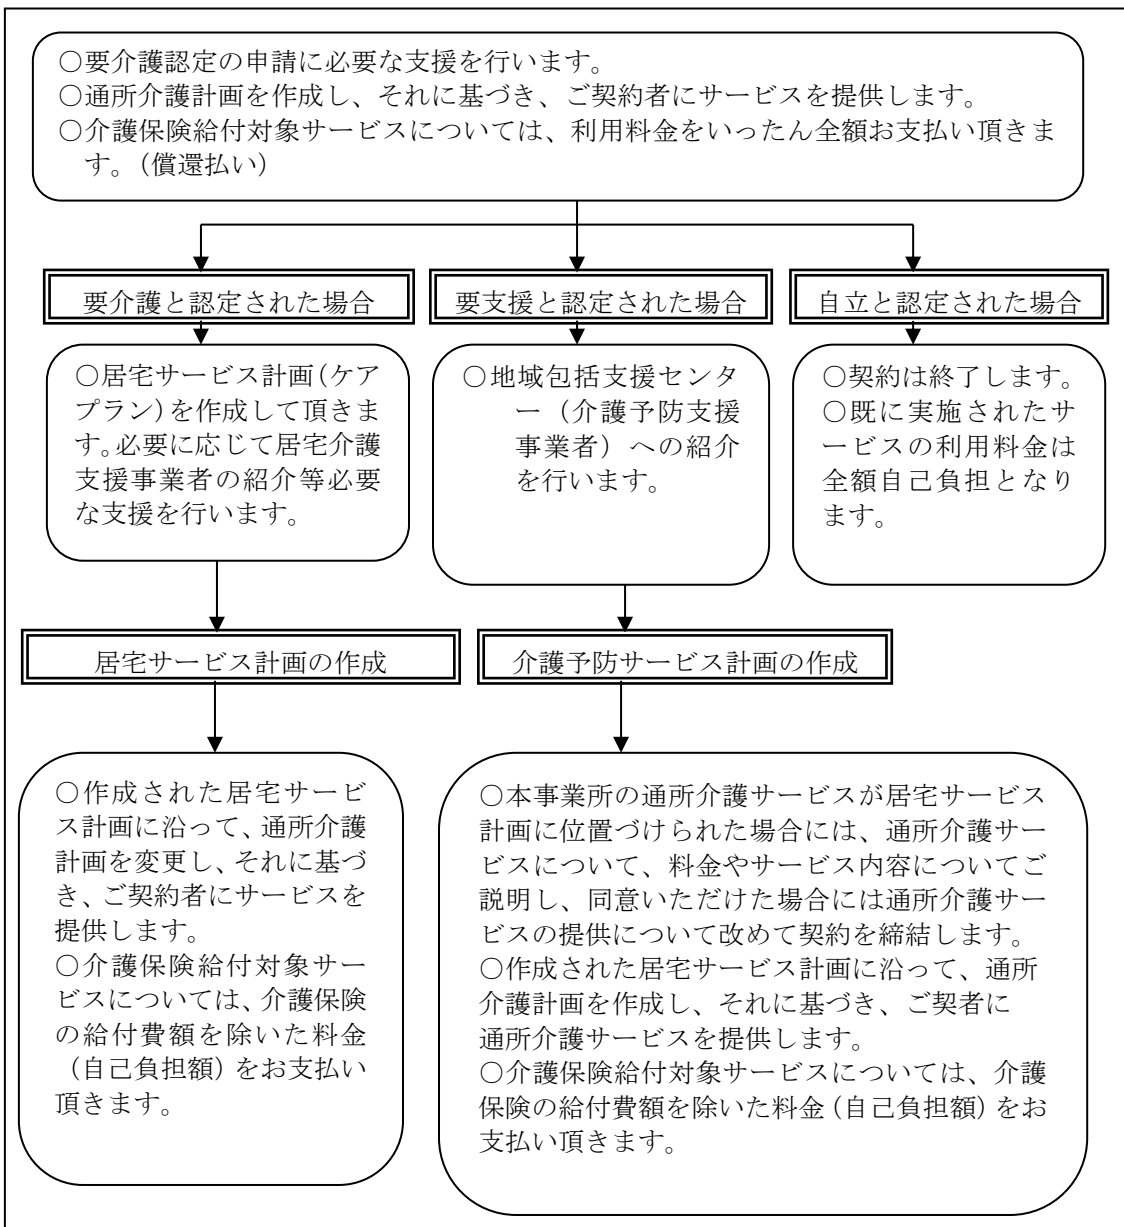 ○要介護認定の申請に必要な支援を行います。
○通所介護計画を作成し、それに基づき、ご契約者にサービスを提供します。
○介護保険給付対象サービスについては、利用料金をいったん全額お支払い頂きま
す。(償還払い)
要介護と認定された場合
要支援と認定された場合
自立と認定された場合
○居宅サービス計画(ケア
プラン)を作成して頂きま
す。必要に応じて居宅介護
支援事業者の紹介等必要
な支援を行います。
○地域包括支援センタ
ー（介護予防支援
事業者）への紹介
を行います。
○契約は終了します。
○既に実施されたサ
ービスの利用料金は
全額自己負担となり
ます。
居宅サービス計画の作成
介護予防サービス計画の作成
○作成された居宅サービ
ス計画に沿って、通所介護
計画を変更し、それに基づ
き、ご契約者にサービスを
提供します。
○介護保険給付対象サー
ビスについては、介護保険
の給付費額を除いた料金
（自己負担額）をお支払い
頂きます。
○本事業所の通所介護サービスが居宅サービス
計画に位置づけられた場合には、通所介護サー
ビスについて、料金やサービス内容についてご
説明し、同意いただけた場合には通所介護サー
ビスの提供について改めて契約を締結します。
○作成された居宅サービス計画に沿って、通所
介護計画を作成し、それに基づき、ご契者に
通所介護サービスを提供します。
○介護保険給付対象サービスについては、介護
保険の給付費額を除いた料金（自己負担額）をお
支払い頂きます。